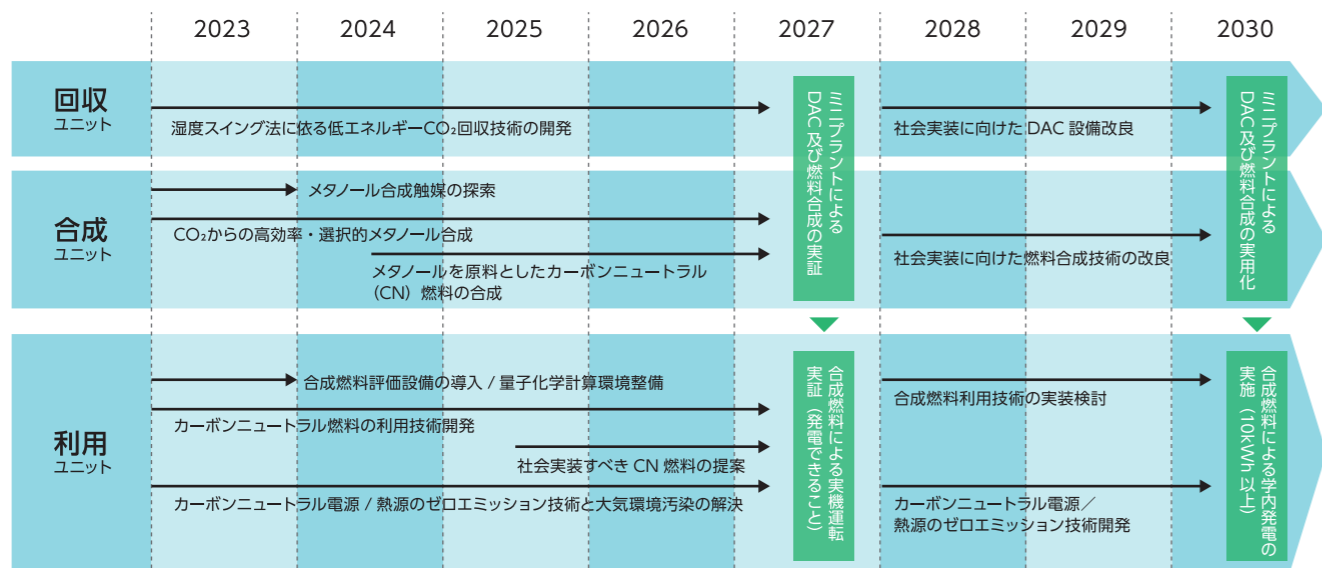 2023 2024 2025 2026 2027 2028 2029 2030
回収
ユニット
湿度スイング法に依る低エネルギーCO₂回収技術の開発
社会実装に向けた DAC 設備改良
合成
ユニット
メタノール合成触媒の探索
CO₂からの高効率・選択的メタノール合成
メタノールを原料としたカーボンニュートラル
（CN）燃料の合成
社会実装に向けた燃料合成技術の改良
ミニプラントによる
DAC 及び燃料合成の実証
ミニプラントによる
DAC 及び燃料合成の実用化
利用
ユニット
合成燃料評価設備の導入 / 量子化学計算環境整備
カーボンニュートラル燃料の利用技術開発
社会実装すべき CN 燃料の提案
カーボンニュートラル電源 / 熱源のゼロエミッション技術と大気環境汚染の解決
合成燃料利用技術の実装検討
カーボンニュートラル電源／
熱源のゼロエミッション技術開発
合成燃料による実機運転
実証（発電できること）
合成燃料による学内発電の
実施（10kWh 以上）